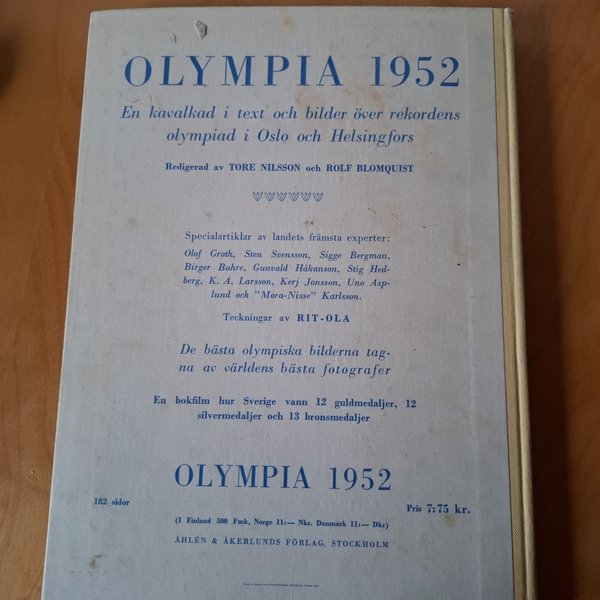 OLYMPIA 1952
En kavalkad i text och bilder över rekordens
olympiad i Oslo och Helsingfors
Redigerad av TORE NILSSON och ROLF BLOMQUIST
Specialartiklar av landets främsta experter:
Olof Groth, Sten Svensson, Sigge Bergman,
Birger Buhre, Gunvald Håkanson, Stig Hed-
berg, K. A. Larsson, Kerj Jonsson, Uno Asp-
lund och "Mora-Nisse" Karlsson.
Teckningar av RIT-OLA
De bästa olympiska bilderna tag-
na av världens bästa fotografer
En bokfilm hur Sverige vann 12 guldmedaljer, 12
silvermedaljer och 13 bronsmedaljer
OLYMPIA 1952
182 sidor
Pris 7:75 kr.
(I Finland 500 Fmk, Norge 11:— Nkr. Danmark 11:— Dkr)
ÅHLÉN & ÅKERLUNDS FÖRLAG, STOCKHOLM